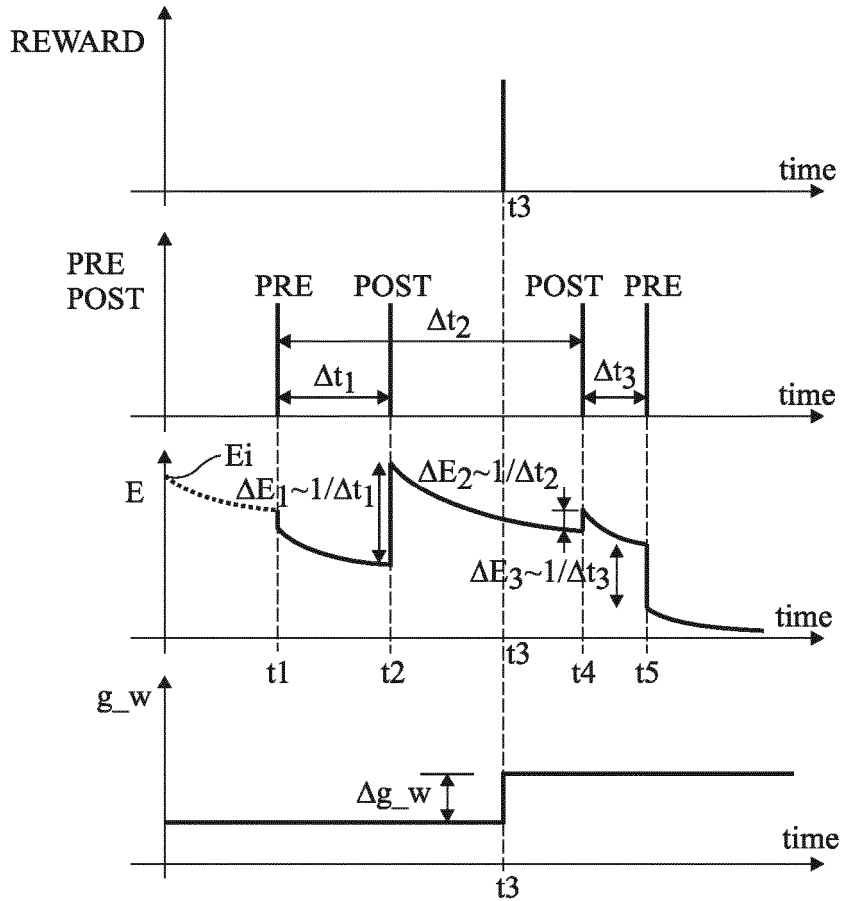 REWARD
time
t3
PRE
POST
PRE
POST
POST
PRE
Δt2
Δt1
Δt3
time
E
Ei
ΔE1~1/Δt1
ΔE2~1/Δt2
ΔE3~1/Δt3
time
t1
t2
t3
t4
t5
g_w
Δg_w
time
t3